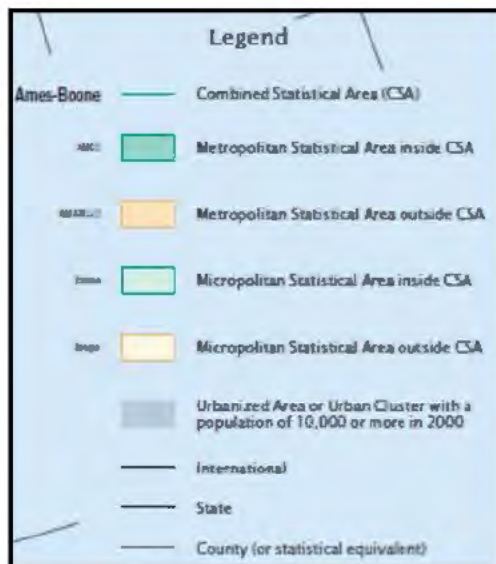 Legend
Ames-Boone Combined Statistical Area (CSA)
Metropolitan Statistical Area inside CSA
Metropolitan Statistical Area outside CSA
Micropolitan Statistical Area inside CSA
Micropolitan Statistical Area outside CSA
Urbanized Area or Urban Cluster with a
population of 10,000 or more in 2000
International
State
County (or statistical equivalent)